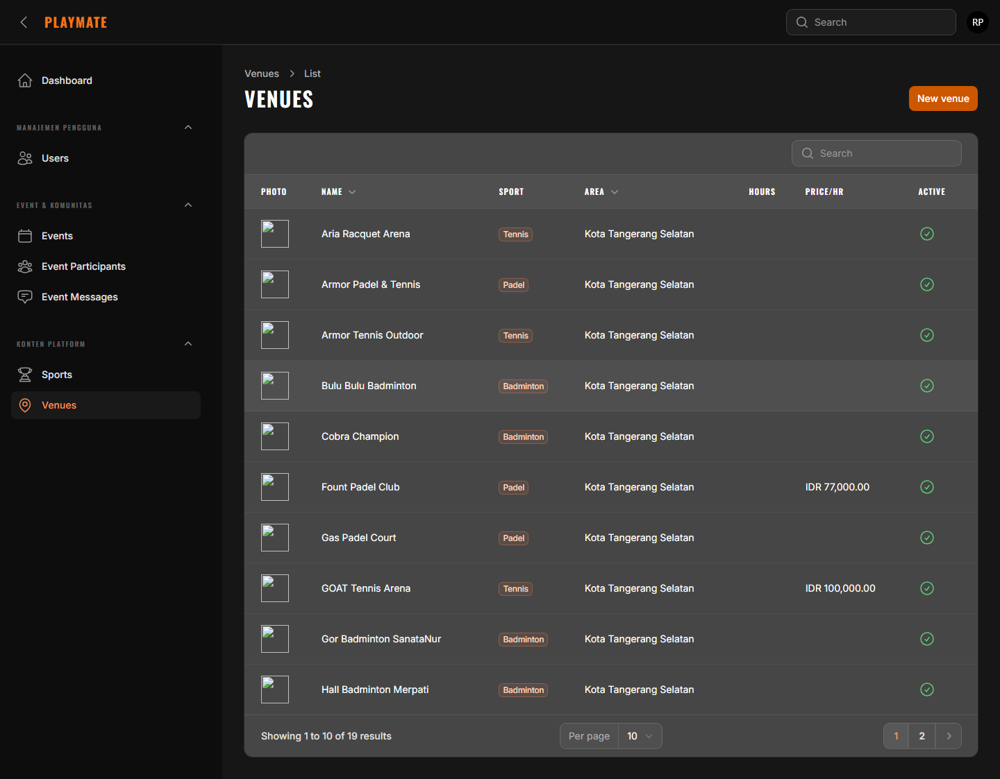 PLAYMATE
Search
RP
Dashboard
MANAJEMEN PENGGUNA
Users
EVENT & KOMUNITAS
Events
Event Participants
Event Messages
KONTEN PLATFORM
Sports
Venues
Venues List
VENUES
New venue
Search
PHOTO NAME SPORT AREA HOURS PRICE/HR ACTIVE
Aria Racquet Arena Tennis Kota Tangerang Selatan
Armor Padel & Tennis Padel Kota Tangerang Selatan
Armor Tennis Outdoor Tennis Kota Tangerang Selatan
Bulu Bulu Badminton Badminton Kota Tangerang Selatan
Cobra Champion Badminton Kota Tangerang Selatan
Fount Padel Club Padel Kota Tangerang Selatan IDR 77,000.00
Gas Padel Court Padel Kota Tangerang Selatan
GOAT Tennis Arena Tennis Kota Tangerang Selatan IDR 100,000.00
Gor Badminton SanataNur Badminton Kota Tangerang Selatan
Hall Badminton Merpati Badminton Kota Tangerang Selatan
Showing 1 to 10 of 19 results Per page 10 1 2